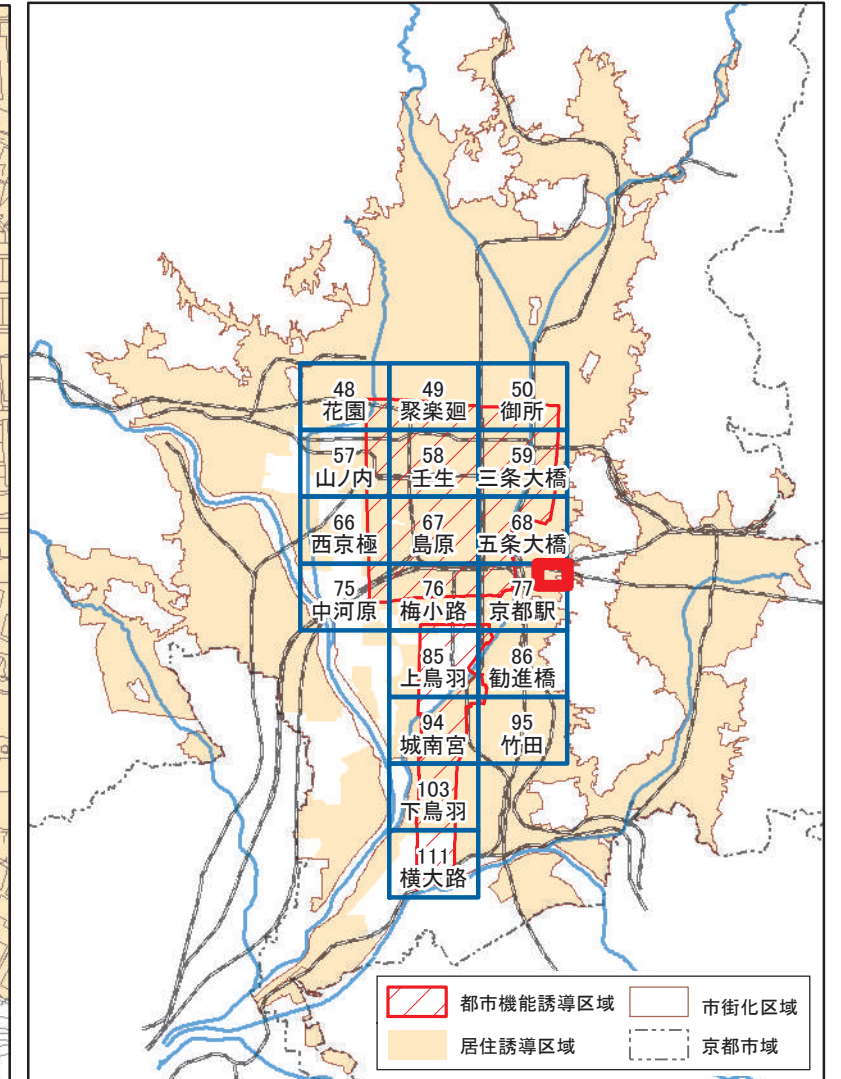 48
花園
49
聚楽廻
50
御所
57
山ノ内
58
壬生
59
三条大橋
66
西京極
67
島原
68
五条大橋
75
中河原
76
梅小路
77
京都駅
85
上鳥羽
86
勧進橋
94
城南宮
95
竹田
103
下鳥羽
111
横大路
都市機能誘導区域
市街化区域
居住誘導区域
京都市域